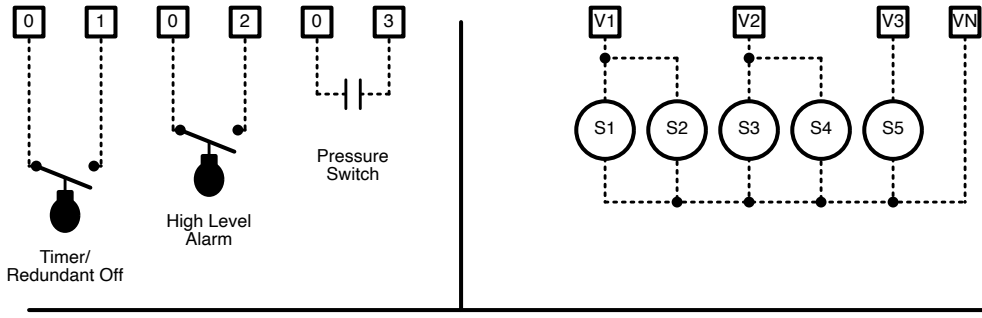 0 1 0 2 0 3 V1 V2 V3 VN
S1 S2 S3 S4 S5
Pressure
Switch
High Level
Alarm
Timer/
Redundant Off